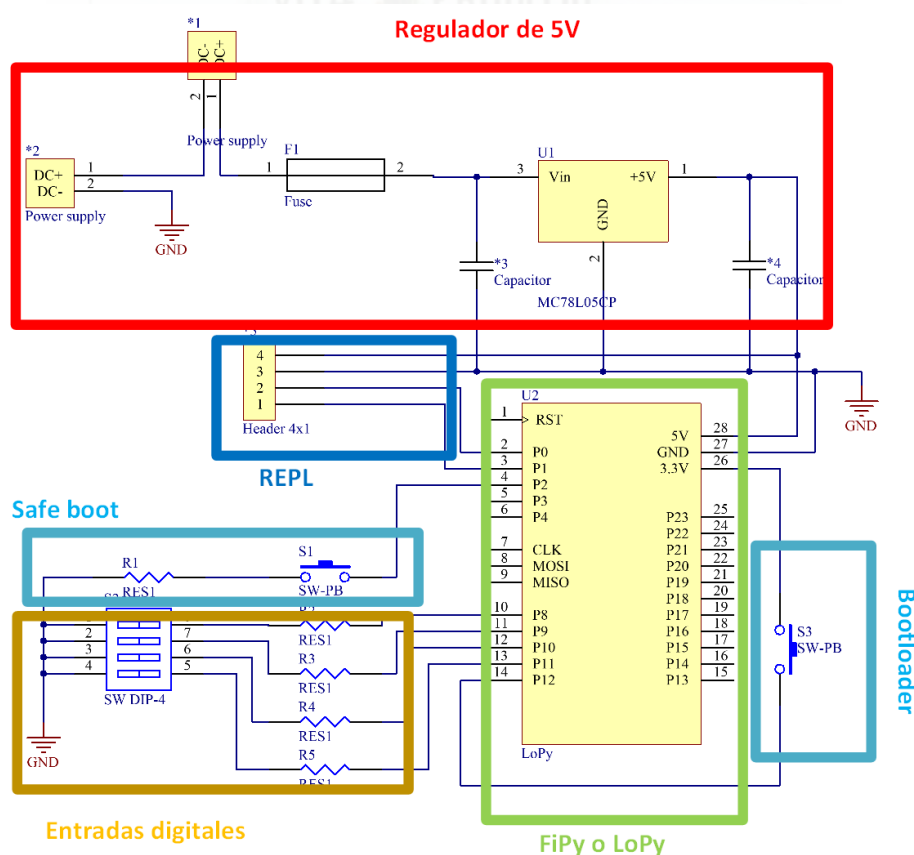 Regulador de 5V
*1
DC-
DC+
2
1
Power supply
*2
DC+
DC-
1
2
Power supply
GND
F1
1
2
Fuse
U1
3
Vin
+5V
1
GND
2
MC78L05CP
*3
Capacitor
*4
Capacitor
4
3
2
1
Header 4x1
REPL
GND
U2
1
RST
2
P0
3
P1
4
P2
5
P3
6
P4
7
CLK
8
MOSI
9
MISO
10
P8
11
P9
12
P10
13
P11
14
P12
5V
28
GND
27
3.3V
26
P23
25
P22
24
P21
23
P20
22
P19
21
P18
20
P17
19
P16
18
P15
17
P14
16
P13
15
LoPy
FiPy o LoPy
Safe boot
R1
RES1
S1
SW-PB
2
3
4
7
6
5
SW DIP-4
RES1
R3
RES1
R4
RES1
R5
RES1
GND
Entradas digitales
S3
SW-PB
Bootloader